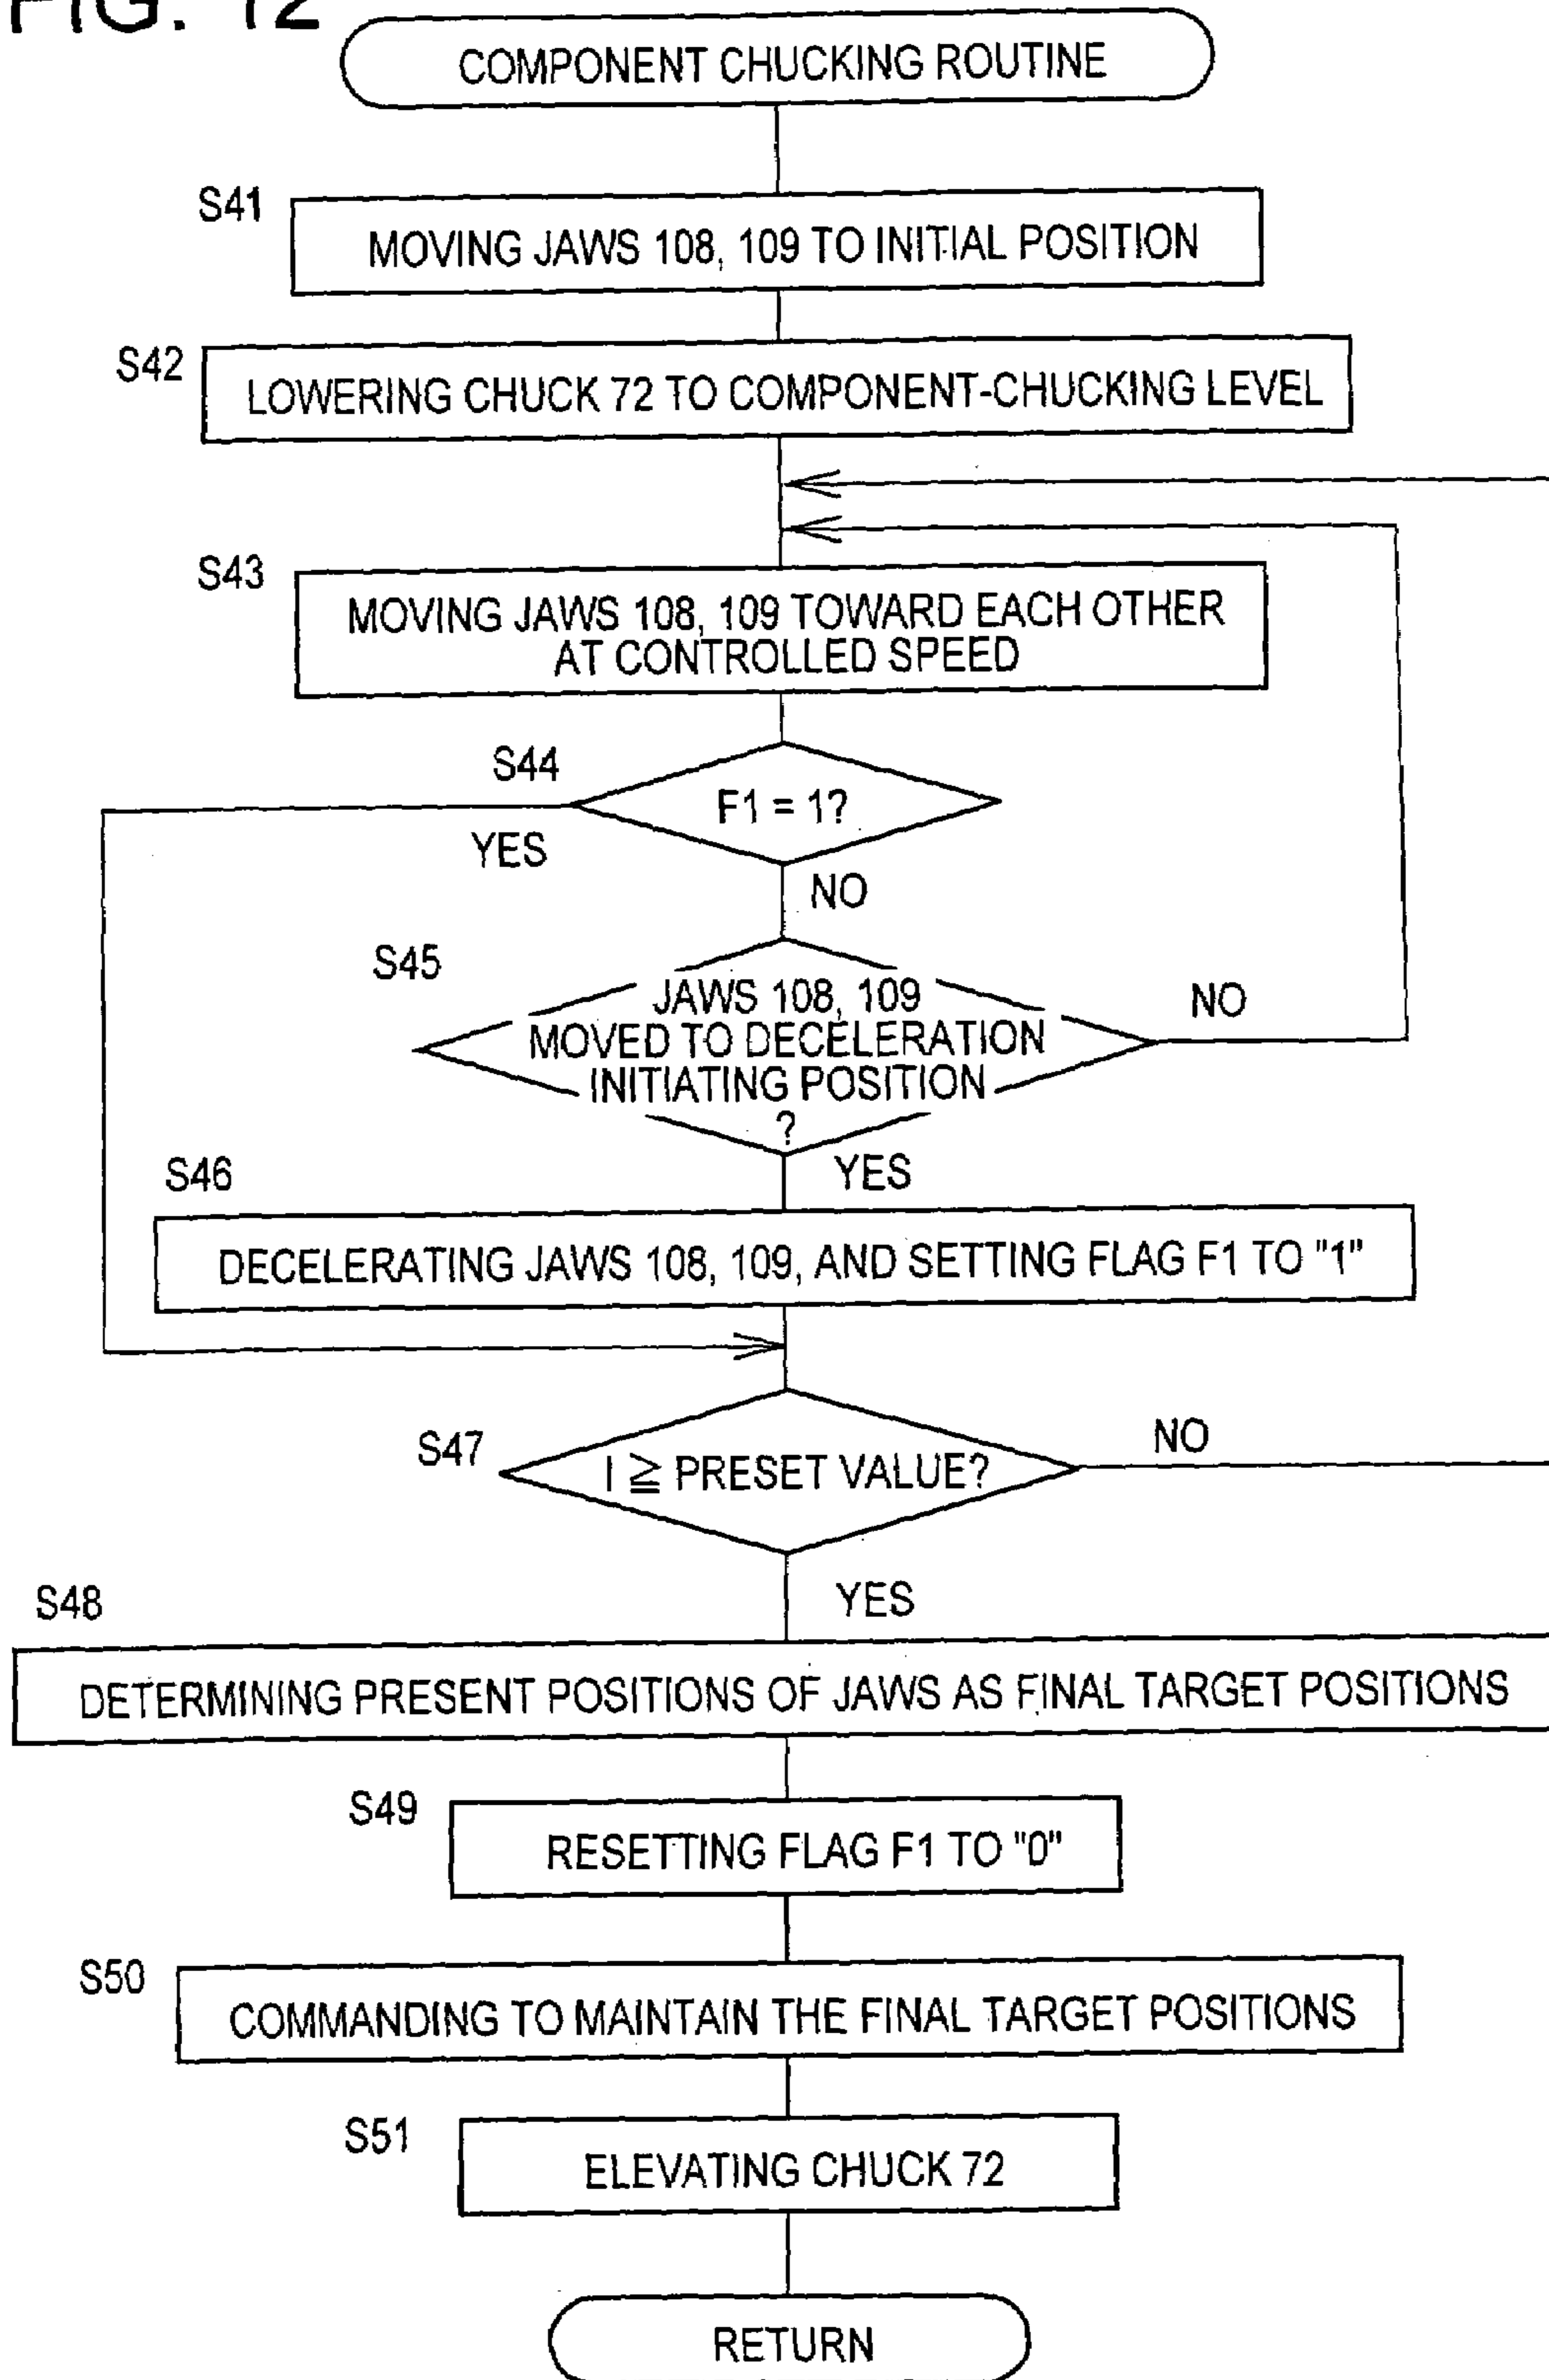 FIG. 12
COMPONENT CHUCKING ROUTINE
S41
MOVING JAWS 108, 109 TO INITIAL POSITION
S42
LOWERING CHUCK 72 TO COMPONENT-CHUCKING LEVEL
S43
MOVING JAWS 108, 109 TOWARD EACH OTHER
AT CONTROLLED SPEED
S44
F1 = 1?
YES
NO
S45
JAWS 108, 109
MOVED TO DECELERATION
INITIATING POSITION
?
NO
YES
S46
DECELERATING JAWS 108, 109, AND SETTING FLAG F1 TO "1"
S47
I ≧ PRESET VALUE?
NO
YES
S48
DETERMINING PRESENT POSITIONS OF JAWS AS FINAL TARGET POSITIONS
S49
RESETTING FLAG F1 TO "0"
S50
COMMANDING TO MAINTAIN THE FINAL TARGET POSITIONS
S51
ELEVATING CHUCK 72
RETURN